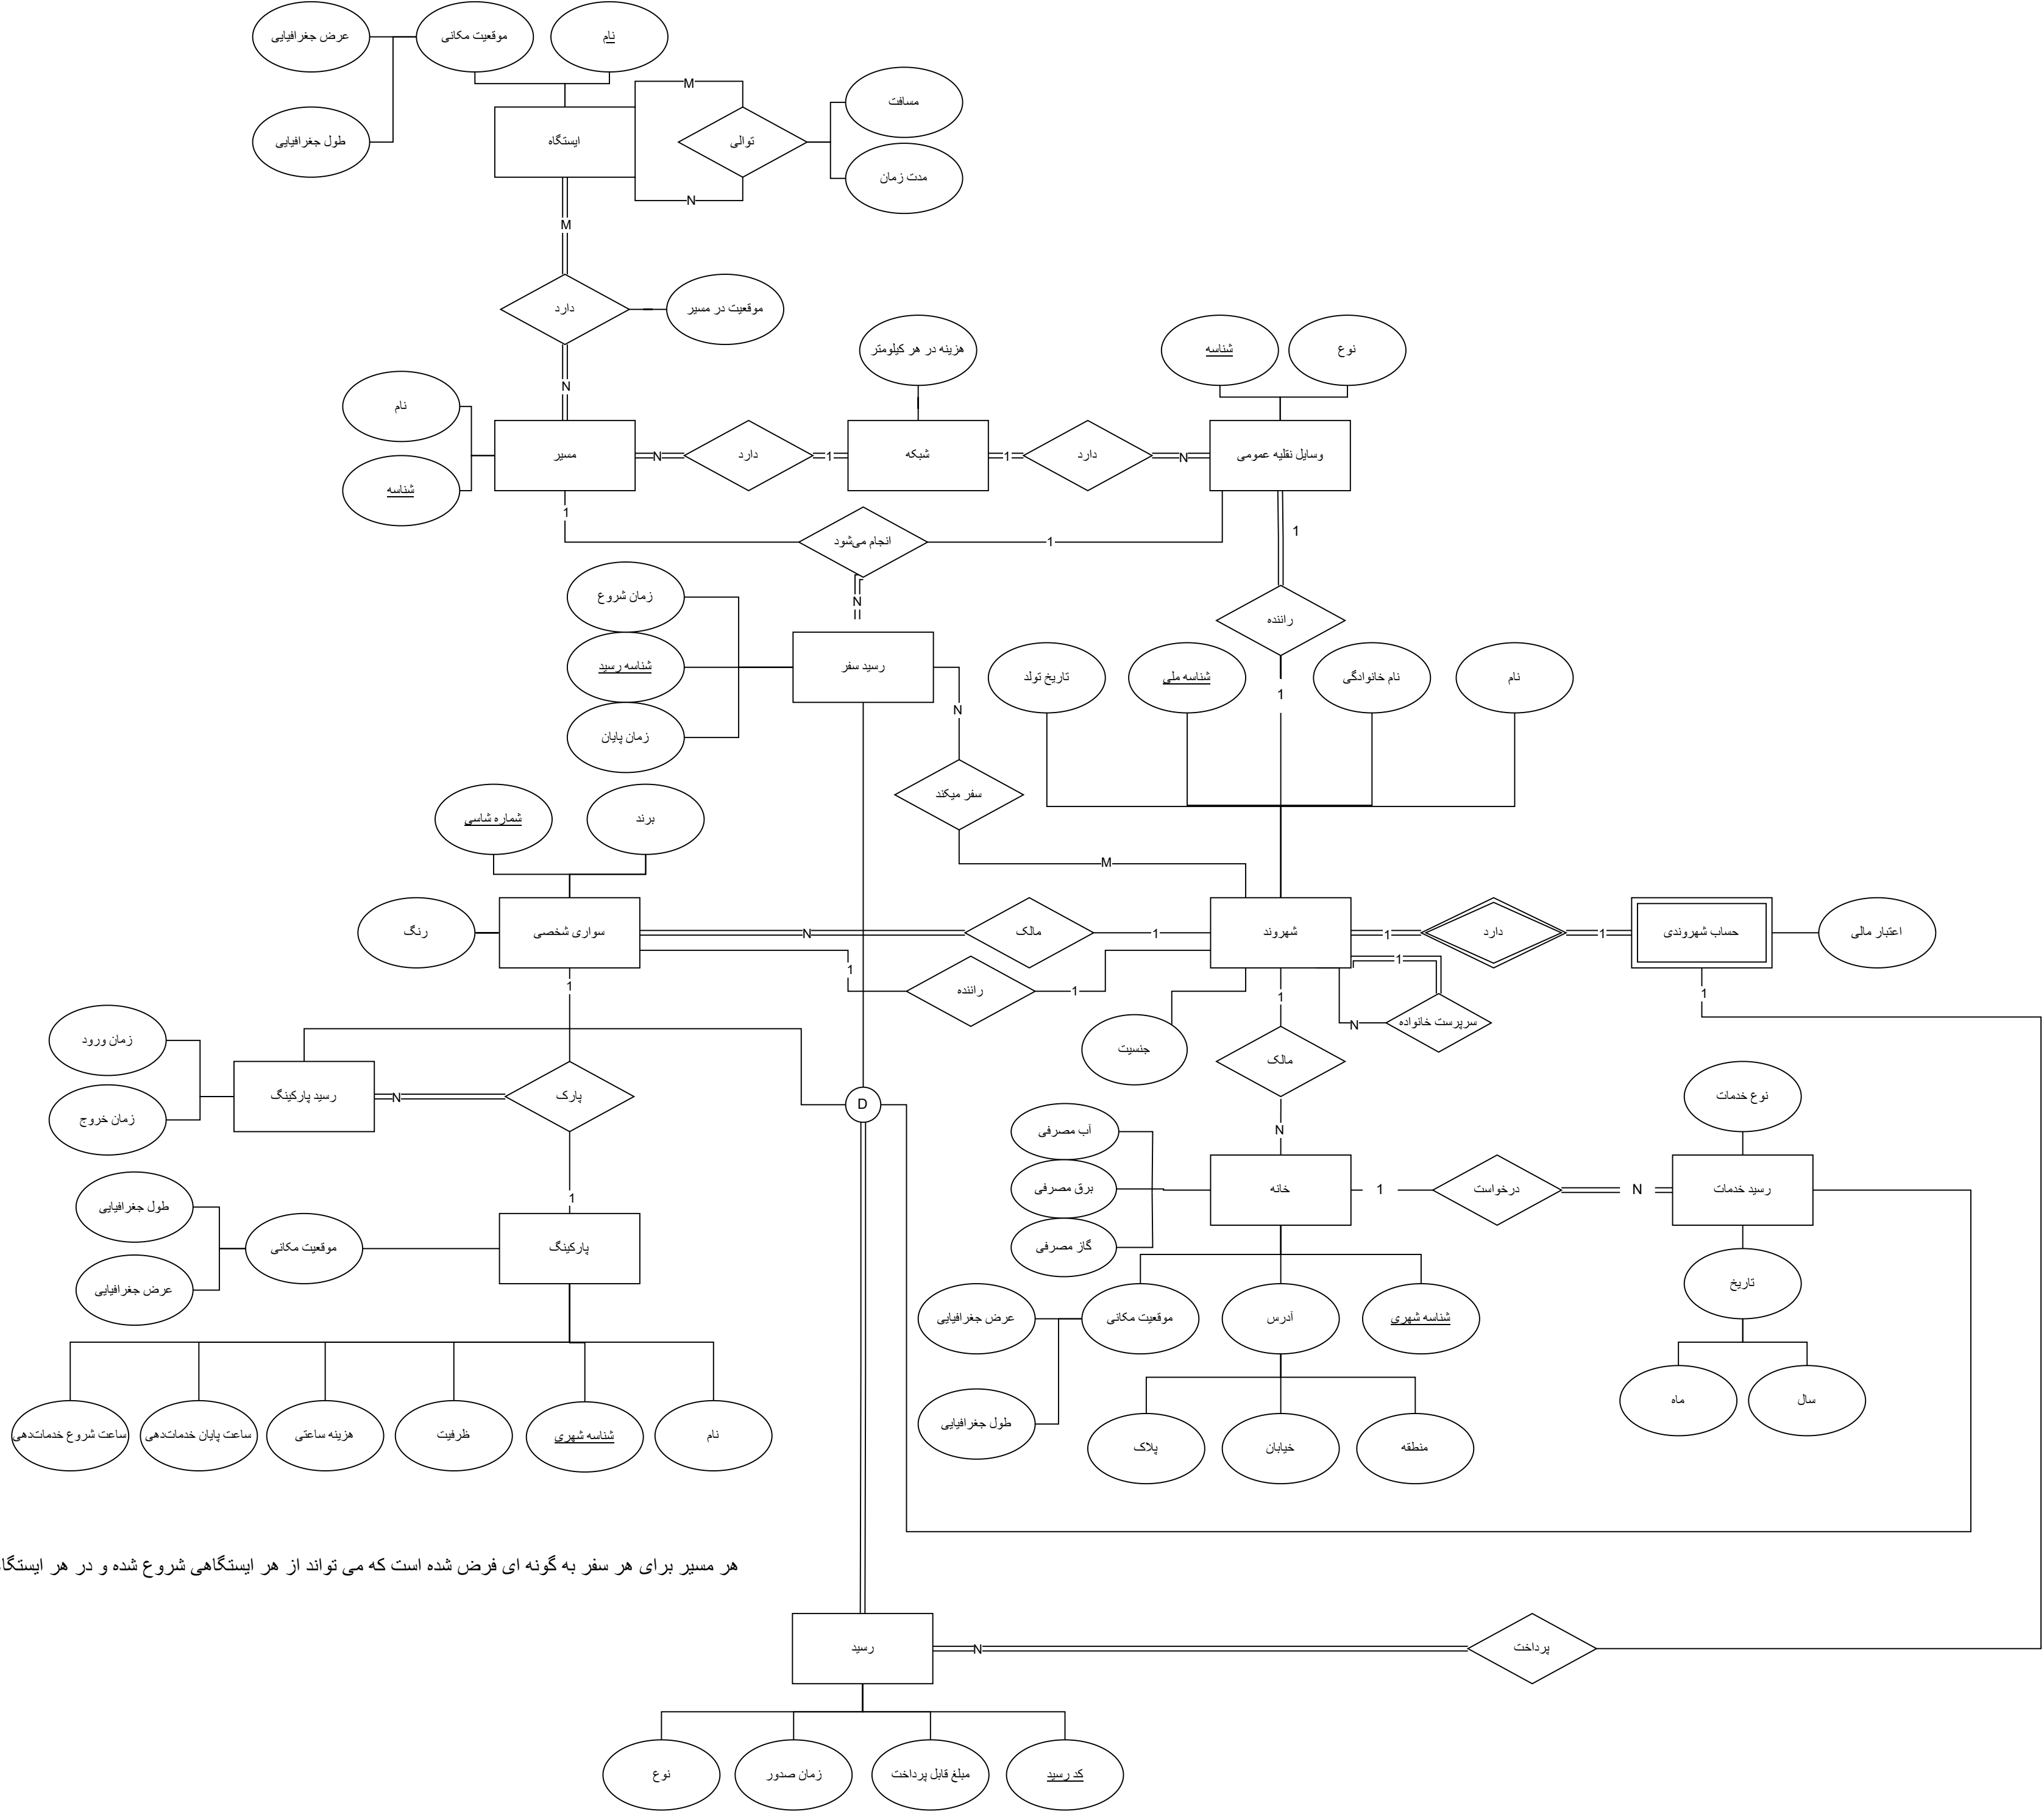 عرض جغرافیایی
موقعیت مکانی
نام
طول جغرافیایی
ایستگاه
M
توالی
N
مسافت
مدت زمان
M
دارد
موقعیت در مسیر
N
نام
شناسه
مسیر
N
دارد
1
هزینه در هر کیلومتر
شبکه
1
دارد
N
شناسه
نوع
وسایل نقلیه عمومی
1
انجام می‌شود
1
N
1
راننده
1
زمان شروع
شناسه رسید
زمان پایان
رسید سفر
N
سفر میکند
M
تاریخ تولد
شناسه ملی
نام خانوادگی
نام
شماره شاسی
برند
رنگ
سواری شخصی
N
مالک
1
شهروند
1
دارد
1
حساب شهروندی
اعتبار مالی
1
راننده
1
1
سرپرست خانواده
N
1
جنسیت
1
مالک
N
1
زمان ورود
زمان خروج
رسید پارکینگ
N
پارک
1
D
طول جغرافیایی
عرض جغرافیایی
موقعیت مکانی
پارکینگ
آب مصرفی
برق مصرفی
گاز مصرفی
خانه
1
درخواست
N
نوع خدمات
رسید خدمات
تاریخ
ماه
سال
عرض جغرافیایی
طول جغرافیایی
موقعیت مکانی
آدرس
شناسه شهری
پلاک
خیابان
منطقه
ساعت شروع خدمات‌دهی
ساعت پایان خدمات‌دهی
هزینه ساعتی
ظرفیت
شناسه شهری
نام
هر مسیر برای هر سفر به گونه ای فرض شده است که می تواند از هر ایستگاهی شروع شده و در هر ایستگا
رسید
N
پرداخت
نوع
زمان صدور
مبلغ قابل پرداخت
کد رسید